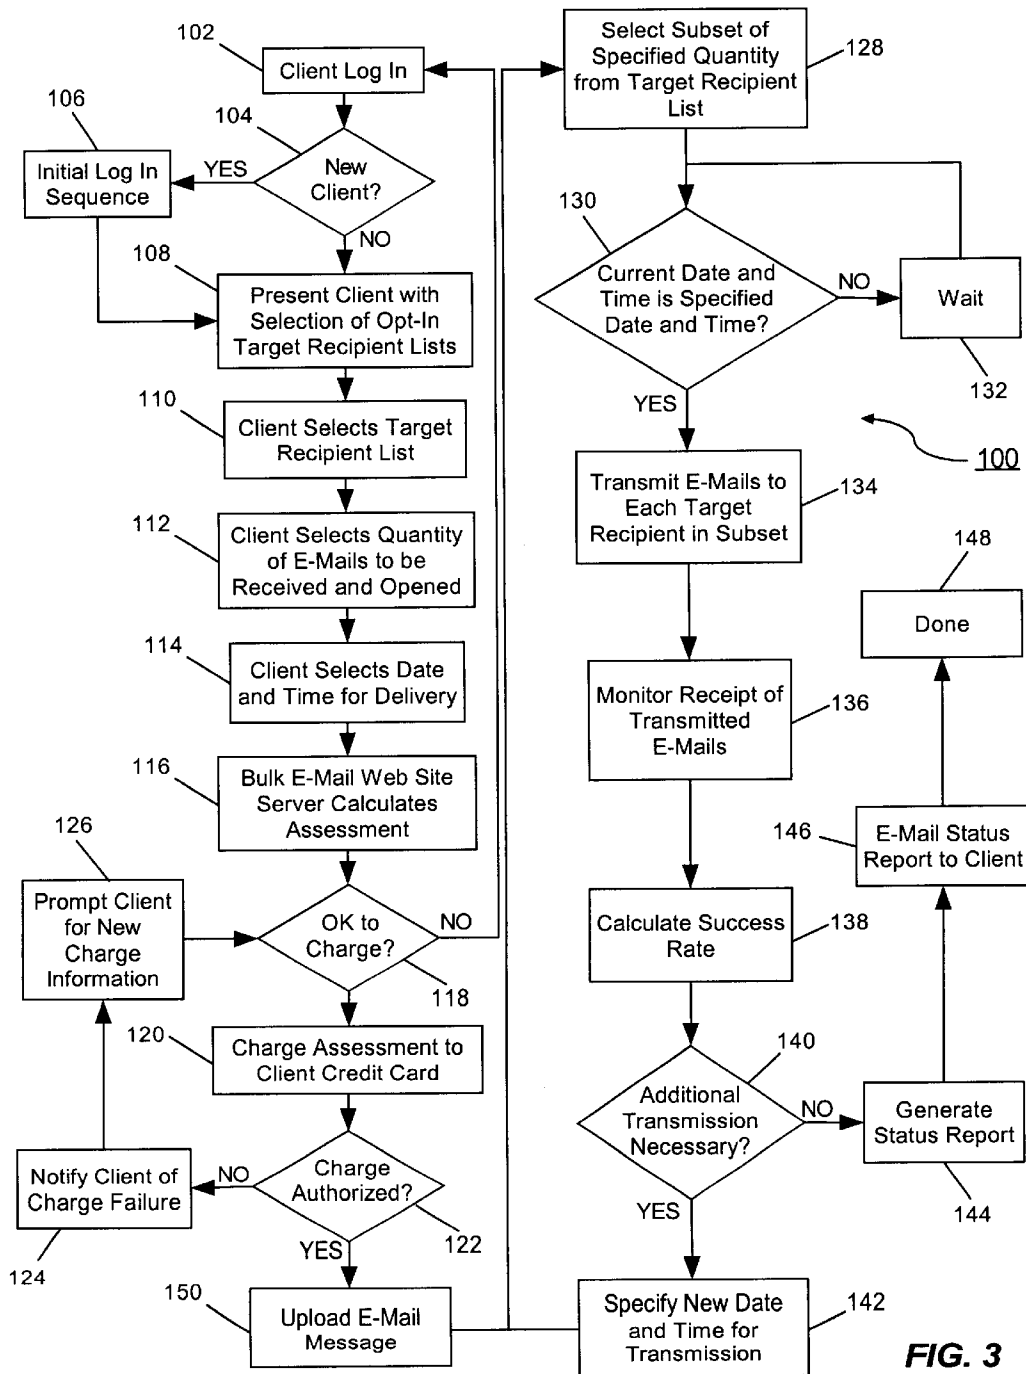 102
Client Log In
104
106
New
Client?
YES
Initial Log In
Sequence
NO
108
Present Client with
Selection of Opt-In
Target Recipient Lists
110
Client Selects Target
Recipient List
112
Client Selects Quantity
of E-Mails to be
Received and Opened
114
Client Selects Date
and Time for Delivery
116
Bulk E-Mail Web Site
Server Calculates
Assessment
126
Prompt Client
for New
Charge
Information
OK to
Charge?
NO
118
120
Charge Assessment to
Client Credit Card
Charge
Authorized?
NO
122
Notify Client of
Charge Failure
124
YES
150
Upload E-Mail
Message
Select Subset of
Specified Quantity
from Target Recipient
List
128
130
Current Date and
Time is Specified
Date and Time?
NO
Wait
132
YES
100
Transmit E-Mails to
Each Target
Recipient in Subset
134
Monitor Receipt of
Transmitted
E-Mails
136
Calculate Success
Rate
138
140
Additional
Transmission
Necessary?
NO
Generate
Status Report
144
146
E-Mail Status
Report to Client
148
Done
YES
Specify New Date
and Time for
Transmission
142
FIG. 3